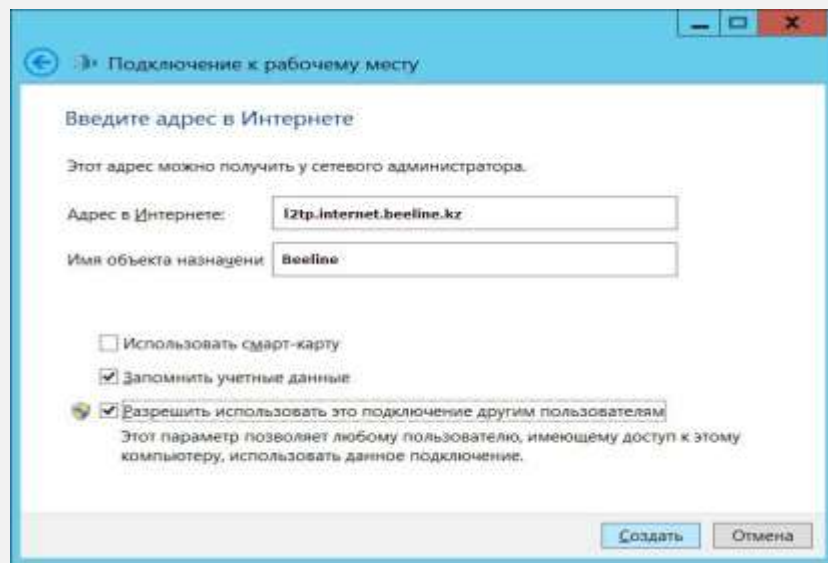 Подключение к рабочему месту
Введите адрес в Интернете
Этот адрес можно получить у сетевого администратора.
Адрес в Интернете: l2tp.internet.beeline.kz
Имя объекта назначени Beeline
Использовать смарт-карту
Запомнить учетные данные
Разрешить использовать это подключение другим пользователям
Этот параметр позволяет любому пользователю, имеющему доступ к этому
компьютеру, использовать данное подключение.
Создать Отмена